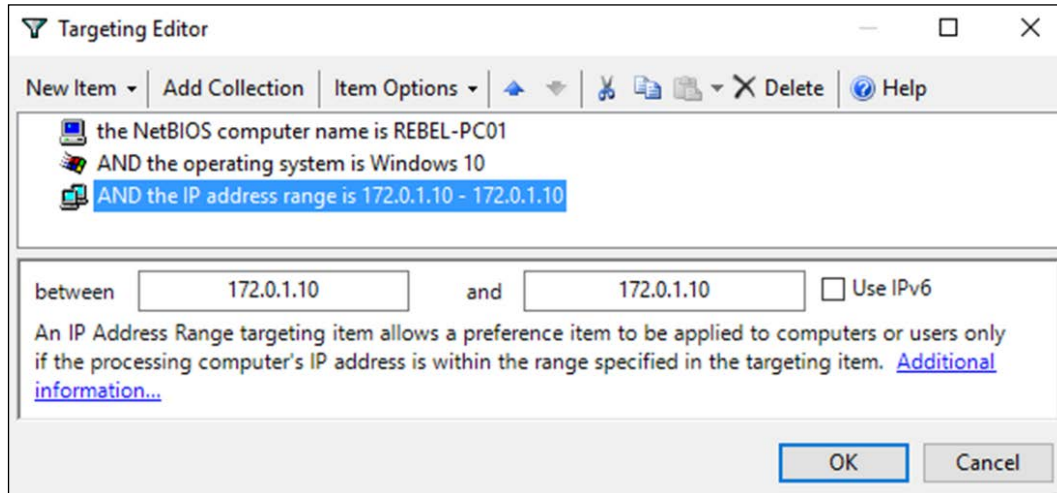 Targeting Editor
New Item Add Collection Item Options Delete Help
the NetBIOS computer name is REBEL-PC01
AND the operating system is Windows 10
AND the IP address range is 172.0.1.10 - 172.0.1.10
between 172.0.1.10 and 172.0.1.10 Use IPv6
An IP Address Range targeting item allows a preference item to be applied to computers or users only
if the processing computer's IP address is within the range specified in the targeting item. Additional
information...
OK Cancel